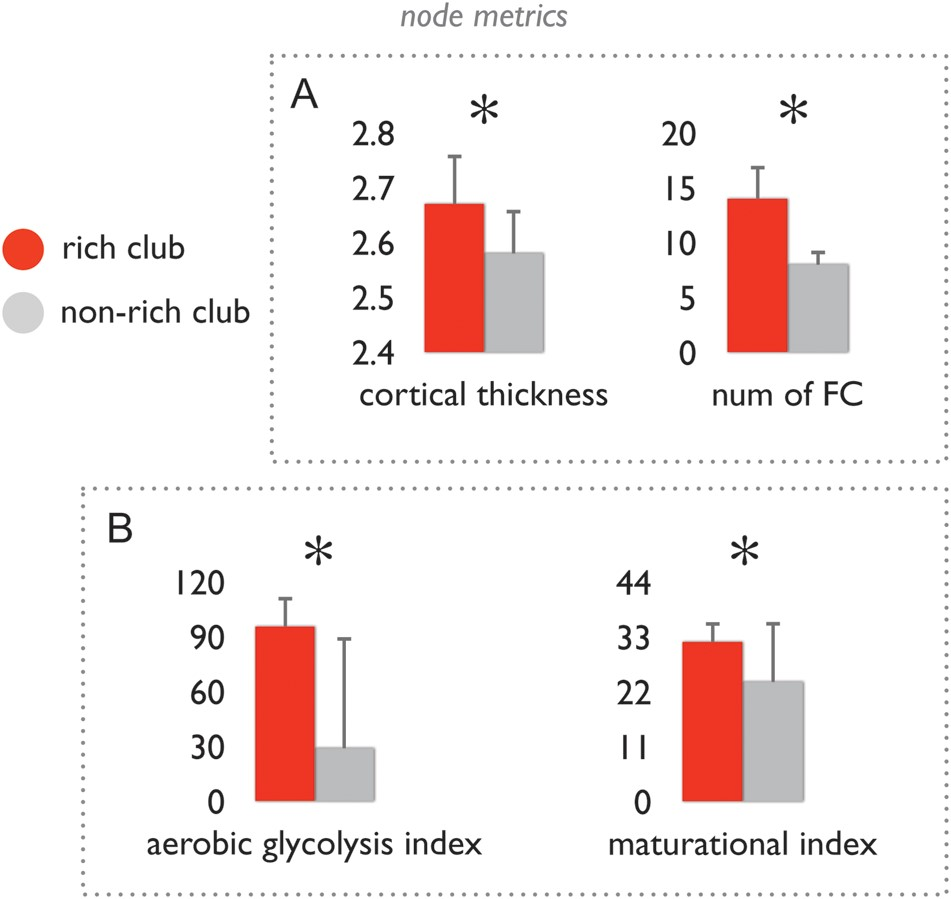 node metrics
A
* *
2.8 20
2.7 15
2.6 10
2.5 5
2.4 0
cortical thickness num of FC
rich club
non-rich club
B
* *
120 44
90 33
60 22
30 11
0 0
aerobic glycolysis index maturational index